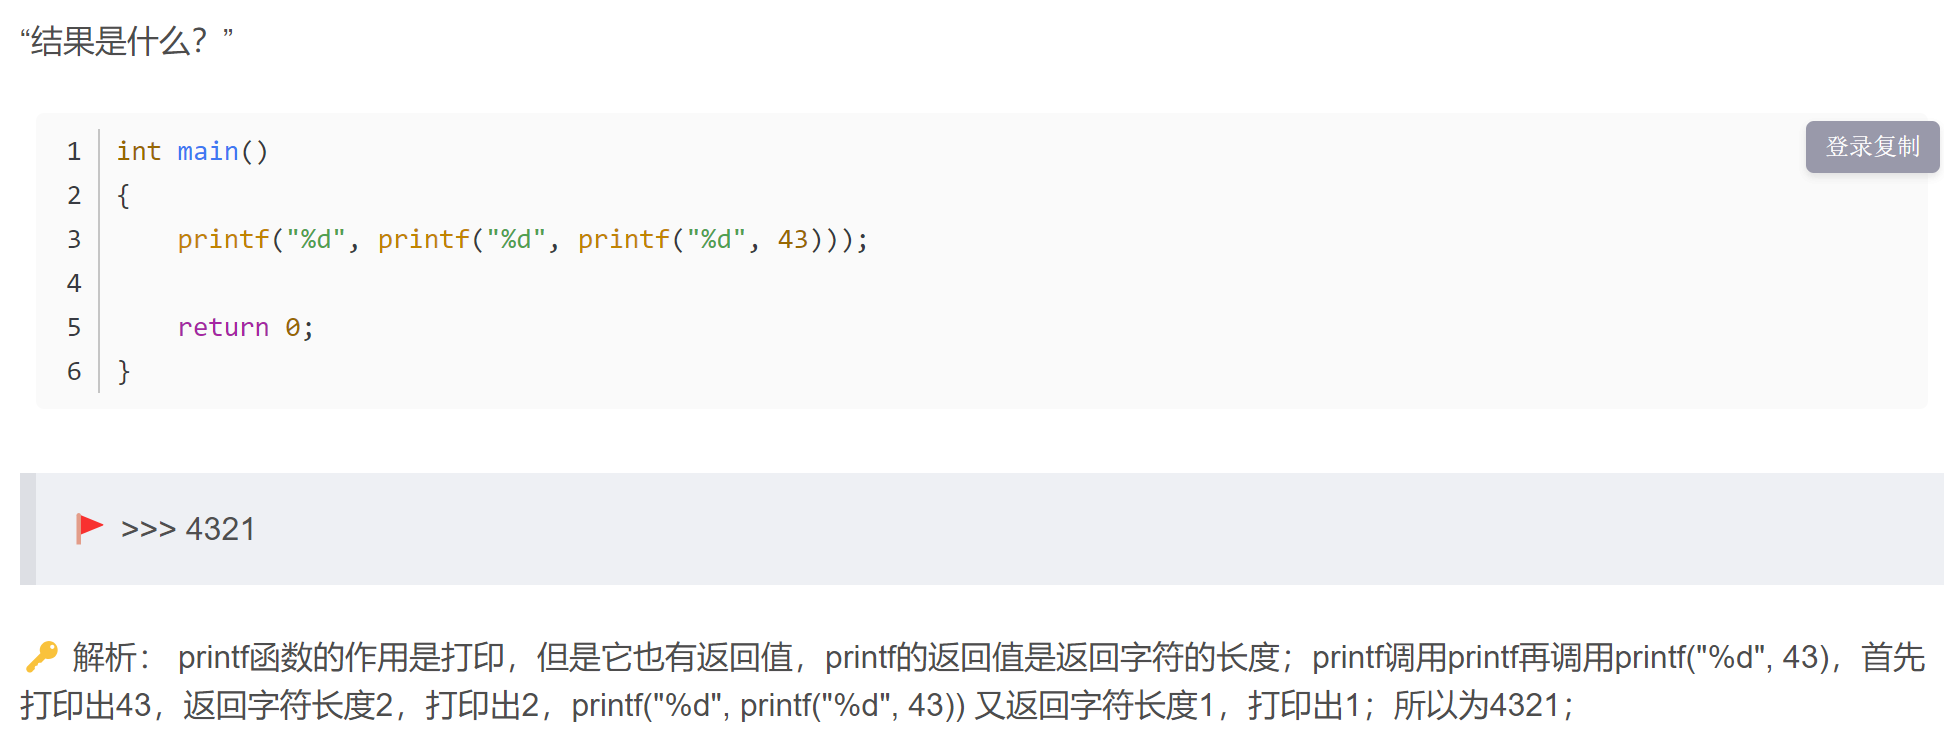 “结果是什么？”
登录复制
1 int main()
2 {
3     printf("%d", printf("%d", printf("%d", 43)));
4
5     return 0;
6 }
>>> 4321
解析： printf函数的作用是打印，但是它也有返回值，printf的返回值是返回字符的长度；printf调用printf再调用printf("%d", 43)，首先
打印出43，返回字符长度2，打印出2，printf("%d", printf("%d", 43)) 又返回字符长度1，打印出1；所以为4321；